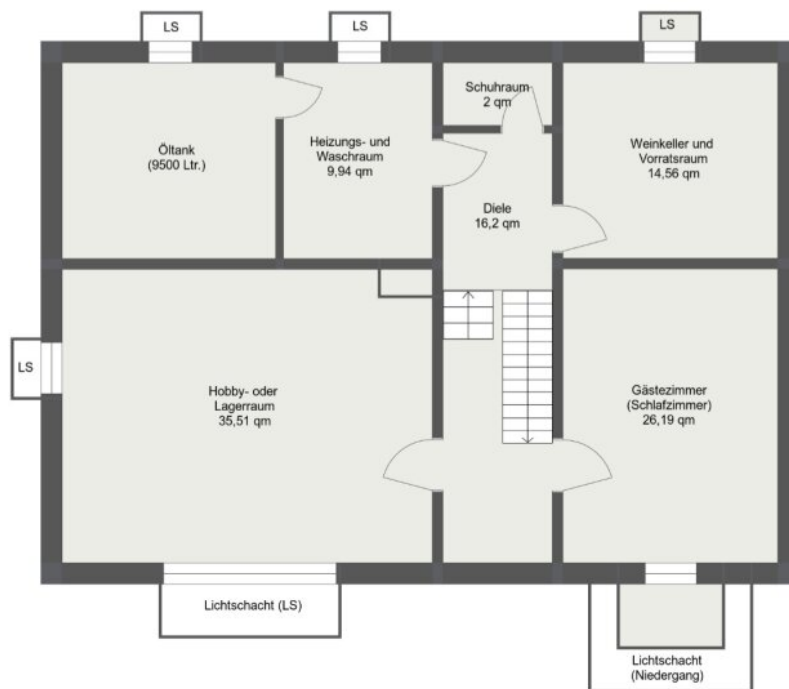 LS
LS
LS
Schuhraum
2 qm
Öltank
(9500 Ltr.)
Heizungs- und
Waschraum
9,94 qm
Weinkeller und
Vorratsraum
14,56 qm
Diele
16,2 qm
LS
Hobby- oder
Lagerraum
35,51 qm
Gästezimmer
(Schlafzimmer)
26,19 qm
Lichtschacht (LS)
Lichtschacht
(Niedergang)